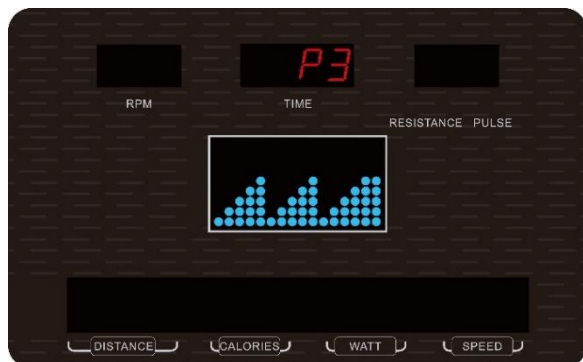 P3
RPM
TIME
RESISTANCE PULSE
DISTANCE
CALORIES
WATT
SPEED